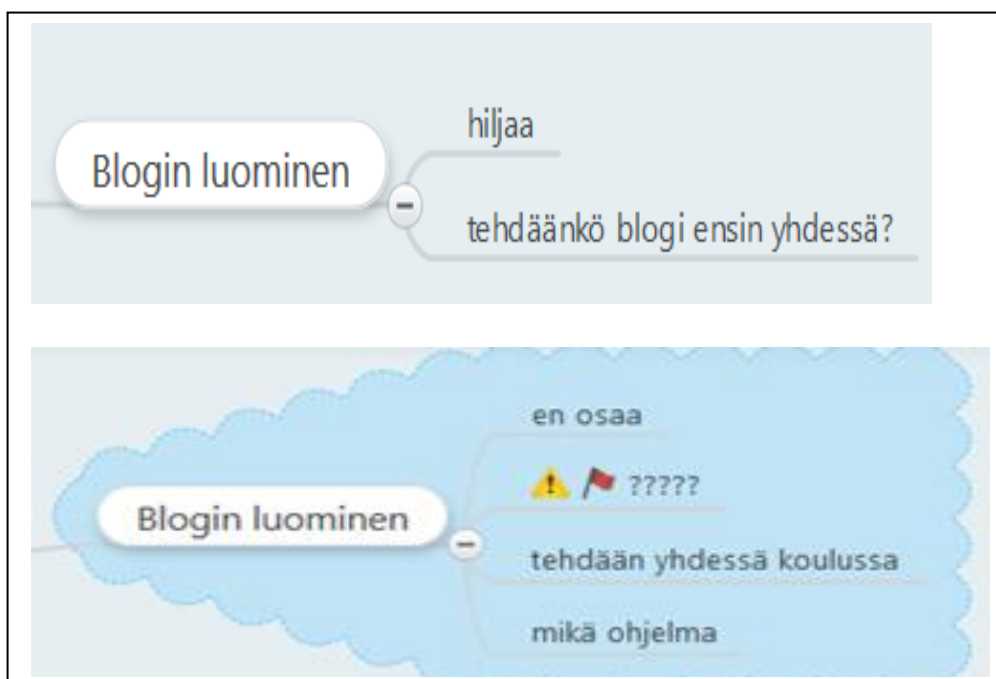 Blogin luominen
hiljaa
tehdäänkö blogi ensin yhdessä?
Blogin luominen
en osaa
?????
tehdään yhdessä koulussa
mikä ohjelma